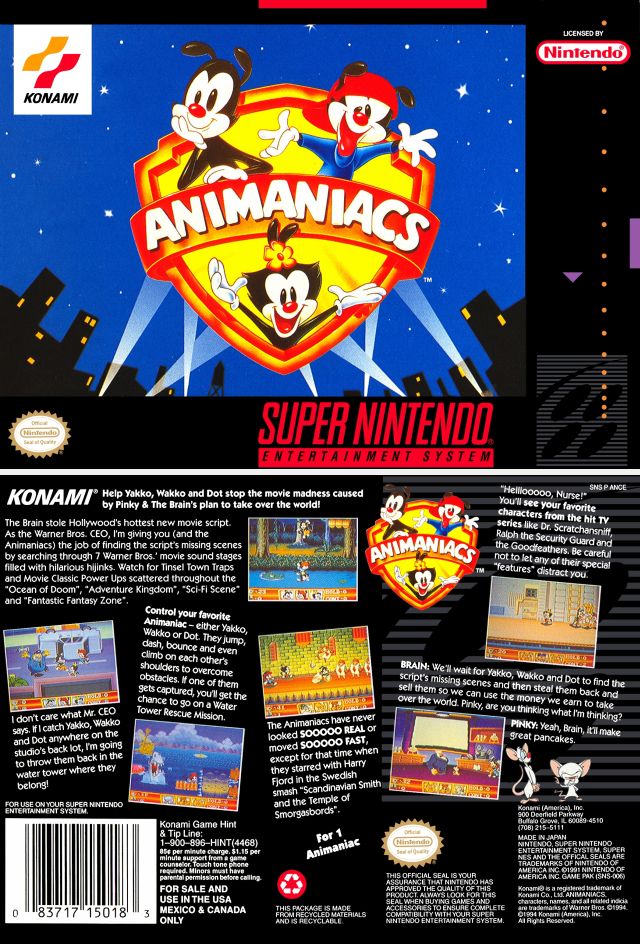 KONAMI
LICENSED BY
Nintendo
ANIMANIACS
™
Official
Nintendo
Seal of Quality
SUPER NINTENDO
ENTERTAINMENT SYSTEM
SNS P ANCE
KONAMI® Help Yakko, Wakko and Dot stop the movie madness caused
by Pinky & The Brain's plan to take over the world!
The Brain stole Hollywood's hottest new movie script.
As the Warner Bros. CEO, I'm giving you (and the
Animaniacs) the job of finding the script's missing scenes
by searching through 7 Warner Bros.' movie sound stages
filled with hilarious hijinks. Watch for Tinsel Town Traps
and Movie Classic Power Ups scattered throughout the
"Ocean of Doom", "Adventure Kingdom", "Sci-Fi Scene"
and "Fantastic Fantasy Zone".
ANIMANIACS
"Helllooooo, Nurse!"
You'll see your favorite
characters from the hit TV
series like Dr. Scratchansniff,
Ralph the Security Guard and
the Goodfeathers. Be careful
not to let any of their special
"features" distract you.
Control your favorite
Animaniac – either Yakko,
Wakko or Dot. They jump,
dash, bounce and even
climb on each other's
shoulders to overcome
obstacles. If one of them
gets captured, you'll get the
chance to go on a Water
Tower Rescue Mission.
BRAIN: We'll wait for Yakko, Wakko and Dot to find the
script's missing scenes and then steal them back and
sell them so we can use the money we earn to take
over the world. Pinky, are you thinking what I'm thinking?
PINKY: Yeah, Brain, it'll make
great pancakes.
I don't care what Mr. CEO
says. If I catch Yakko, Wakko
and Dot anywhere on the
studio's back lot, I'm going
to throw them back in the
water tower where they
belong!
The Animaniacs have never
looked SOOOOO REAL or
moved SOOOOO FAST,
except for that time when
they starred with Harry
Fjord in the Swedish
smash "Scandinavian Smith
and the Temple of
Smorgasbords".
FOR USE ON YOUR SUPER NINTENDO
ENTERTAINMENT SYSTEM.
0 83717 15018 3
Konami Game Hint
& Tip Line:
1-900-896-HINT(4468)
85¢ per minute charge. $1.15 per
minute support from a game
counselor. Touch tone phone
required. Minors must have
parental permission before calling.
FOR SALE AND
USE IN THE USA
MEXICO & CANADA
ONLY
For 1
Animaniac
THIS PACKAGE IS MADE
FROM RECYCLED MATERIALS
AND IS RECYCLABLE.
Official
Nintendo
Seal of Quality
THIS OFFICIAL SEAL IS YOUR
ASSURANCE THAT NINTENDO HAS
APPROVED THE QUALITY OF THIS
PRODUCT. ALWAYS LOOK FOR THIS
SEAL WHEN BUYING GAMES AND
ACCESSORIES TO ENSURE COMPLETE
COMPATIBILITY WITH YOUR SUPER
NINTENDO ENTERTAINMENT SYSTEM.
Konami (America), Inc.
900 Deerfield Parkway
Buffalo Grove, IL 60089-4510
(708) 215-5111
MADE IN JAPAN
NINTENDO, SUPER NINTENDO
ENTERTAINMENT SYSTEM, SUPER
NES AND THE OFFICIAL SEALS ARE
TRADEMARKS OF NINTENDO OF
AMERICA INC. ©1991 NINTENDO OF
AMERICA INC. GAME PAK (SNS-006)
Konami® is a registered trademark of
Konami Co., Ltd. ANIMANIACS,
characters, names, and all related indicia
are trademarks of Warner Bros. ©1994.
©1994 Konami (America), Inc.
All Rights Reserved.